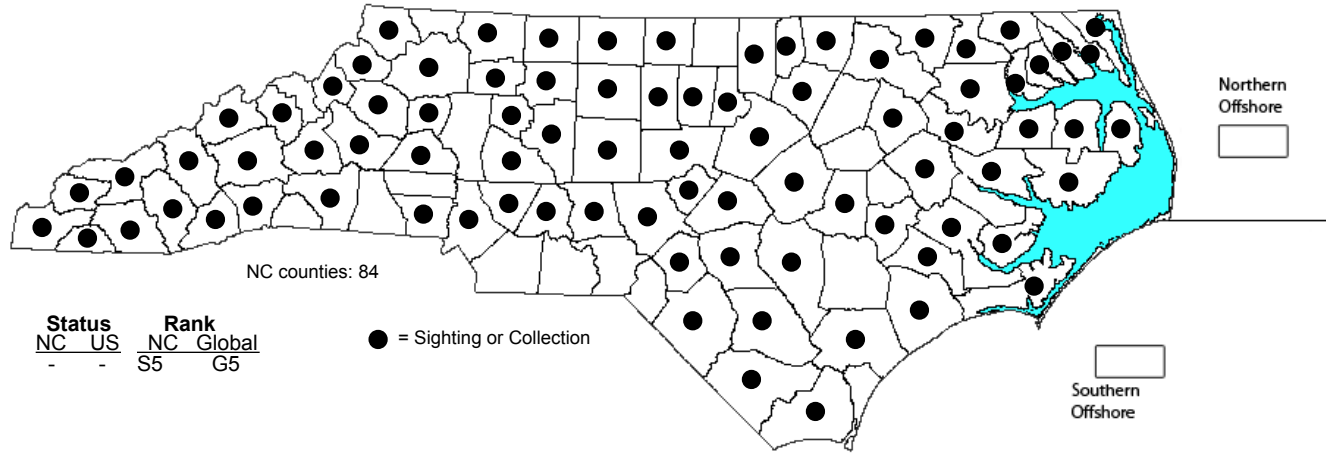 Northern
Offshore
NC counties: 84
Status Rank
NC US NC Global
- - S5 G5
= Sighting or Collection
Southern
Offshore